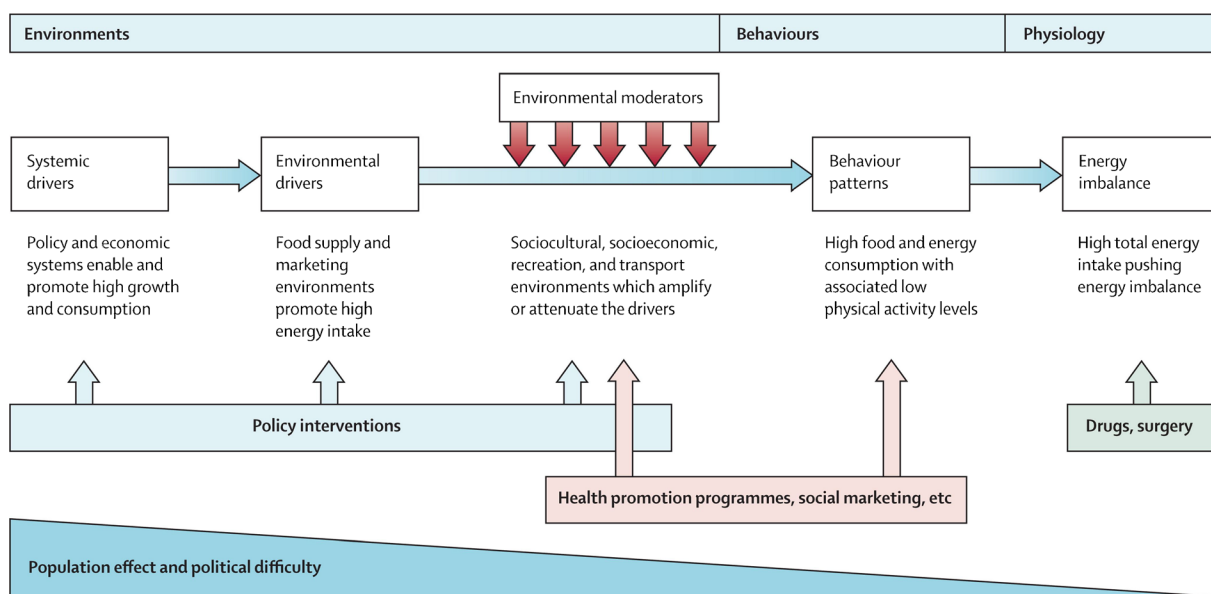 Environments
Behaviours
Physiology
Environmental moderators
Systemic
drivers
Environmental
drivers
Behaviour
patterns
Energy
imbalance
Policy and economic
systems enable and
promote high growth
and consumption
Food supply and
marketing
environments
promote high
energy intake
Sociocultural, socioeconomic,
recreation, and transport
environments which amplify
or attenuate the drivers
High food and energy
consumption with
associated low
physical activity levels
High total energy
intake pushing
energy imbalance
Policy interventions
Drugs, surgery
Health promotion programmes, social marketing, etc
Population effect and political difficulty